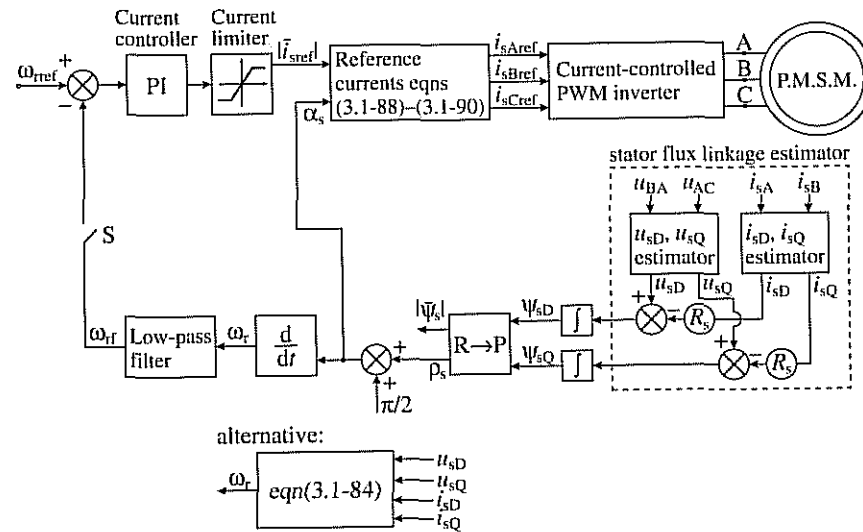 Current controller
Current limiter
ω_rref
+
−
PI
|ī_sref|
α_s
Reference currents eqns (3.1-88)–(3.1-90)
i_sAref
i_sBref
i_sCref
Current-controlled PWM inverter
A
B
C
P.M.S.M.
stator flux linkage estimator
u_BA
u_AC
i_sA
i_sB
u_sD, u_sQ estimator
i_sD, i_sQ estimator
u_sD
u_sQ
i_sD
i_sQ
+
−
R_s
+
−
R_s
∫
∫
ψ_sD
ψ_sQ
R→P
|ψ̄_s|
ρ_s
+
+
π/2
d/dt
ω_r
Low-pass filter
ω_rf
S
alternative:
ω_r
eqn(3.1-84)
u_sD
u_sQ
i_sD
i_sQ